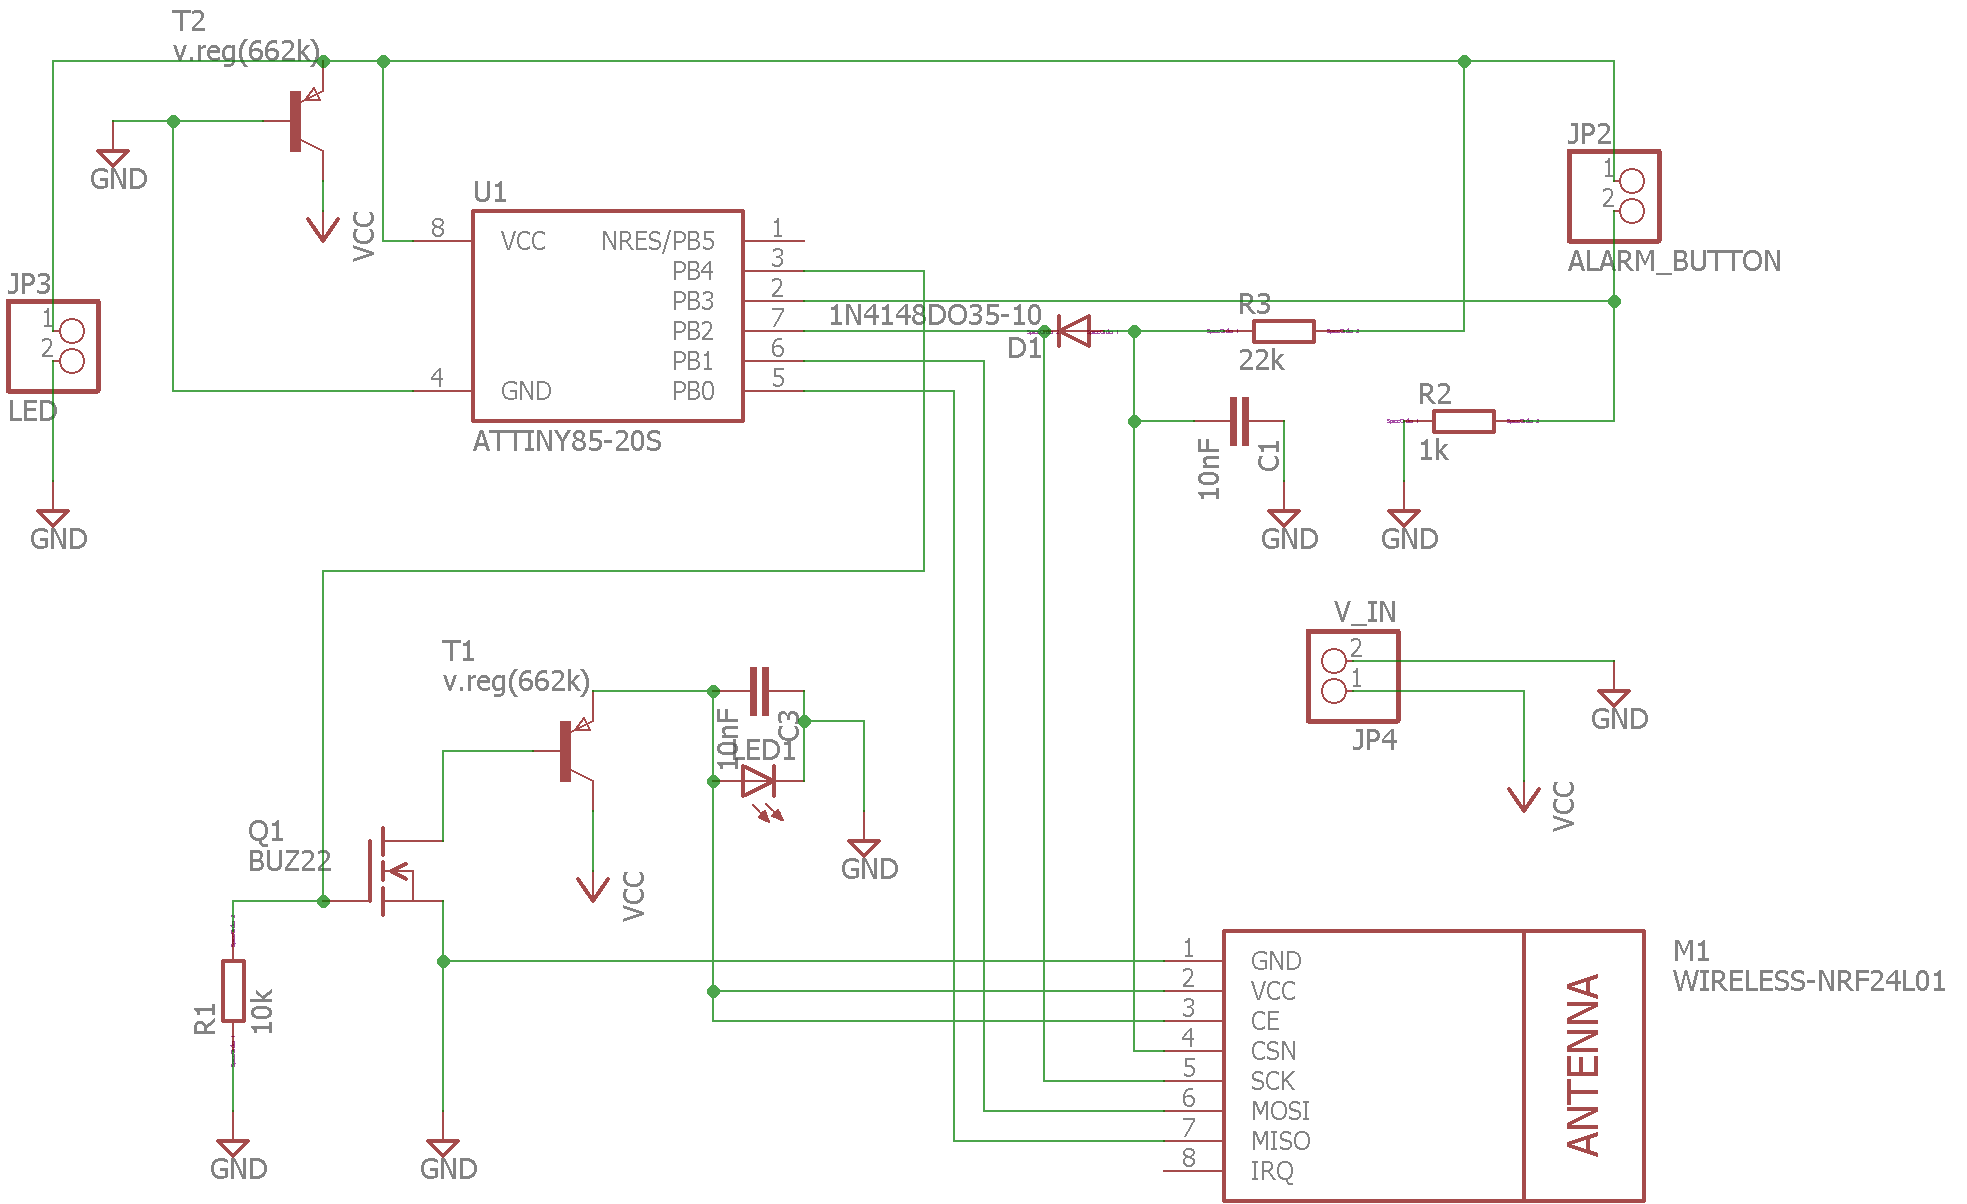 T2
v.reg(662k)
GND
VCC
JP3
1
2
LED
GND
U1
8
VCC
4
GND
NRES/PB5
1
PB4
3
PB3
2
PB2
7
PB1
6
PB0
5
ATTINY85-20S
1N4148DO35-10
D1
R3
22k
10nF
C1
GND
R2
1k
GND
JP2
1
2
ALARM_BUTTON
V_IN
2
1
JP4
GND
VCC
T1
v.reg(662k)
VCC
10nF
C3
LED1
GND
Q1
BUZ22
R1
10k
GND
GND
1
GND
2
VCC
3
CE
4
CSN
5
SCK
6
MOSI
7
MISO
8
IRQ
ANTENNA
M1
WIRELESS-NRF24L01